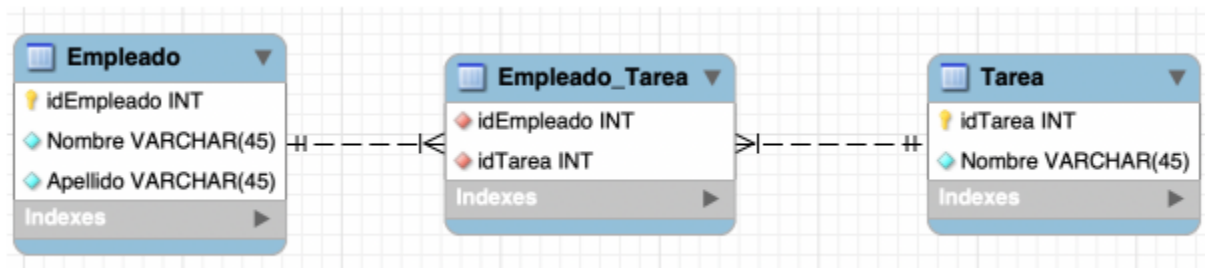 Empleado
idEmpleado INT
Nombre VARCHAR(45)
Apellido VARCHAR(45)
Indexes
Empleado_Tarea
idEmpleado INT
idTarea INT
Indexes
Tarea
idTarea INT
Nombre VARCHAR(45)
Indexes